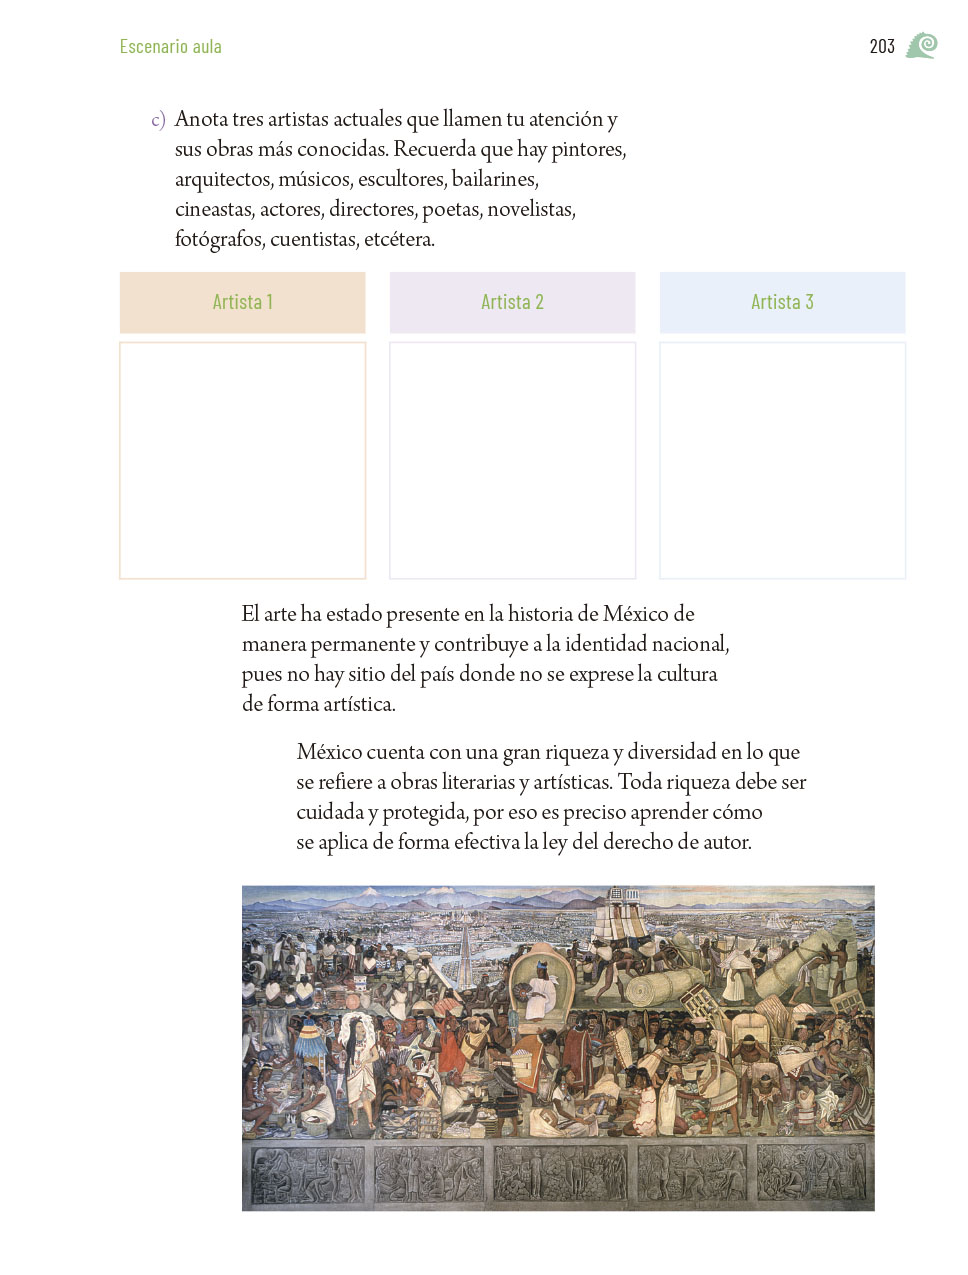 Escenario aula
203
c) Anota tres artistas actuales que llamen tu atención y
sus obras más conocidas. Recuerda que hay pintores,
arquitectos, músicos, escultores, bailarines,
cineastas, actores, directores, poetas, novelistas,
fotógrafos, cuentistas, etcétera.
Artista 1
Artista 2
Artista 3
El arte ha estado presente en la historia de México de
manera permanente y contribuye a la identidad nacional,
pues no hay sitio del país donde no se exprese la cultura
de forma artística.
México cuenta con una gran riqueza y diversidad en lo que
se refiere a obras literarias y artísticas. Toda riqueza debe ser
cuidada y protegida, por eso es preciso aprender cómo
se aplica de forma efectiva la ley del derecho de autor.